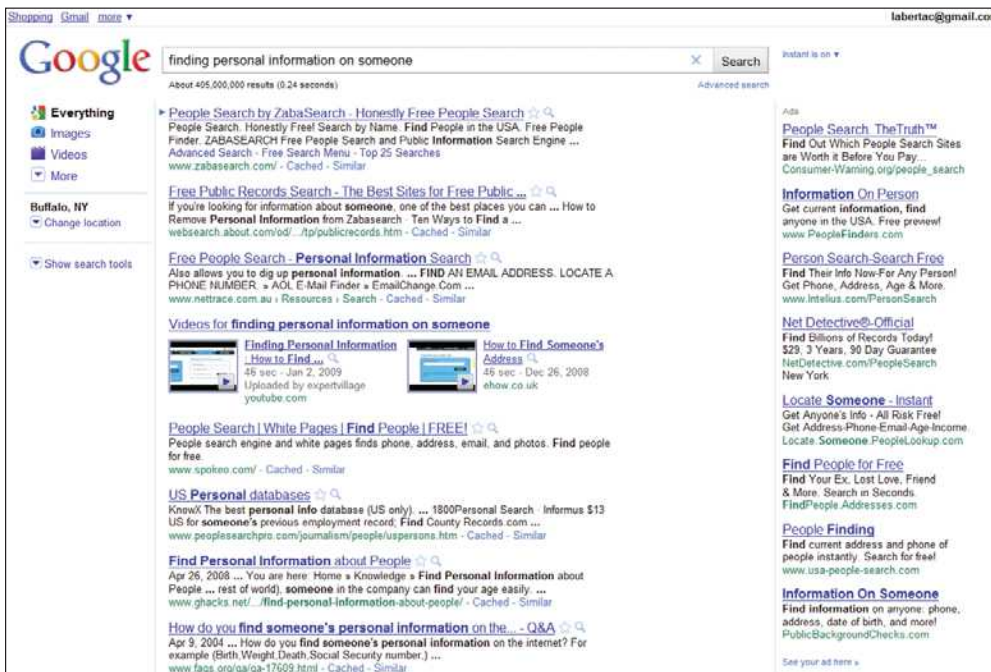 Shopping Gmail more ▼
labertac@gmail.co
Google
finding personal information on someone
Search
Instant is on ▼
About 405,000,000 results (0.24 seconds)
Advanced search
Everything
Images
Videos
More
Buffalo, NY
Change location
Show search tools
People Search by ZabaSearch - Honestly Free People Search
People Search. Honestly Free! Search by Name. Find People in the USA. Free People
Finder. ZABASEARCH Free People Search and Public Information Search Engine ...
Advanced Search - Free Search Menu - Top 25 Searches
www.zabasearch.com/ - Cached - Similar
Free Public Records Search - The Best Sites for Free Public ...
If you're looking for information about someone, one of the best places you can ... How to
Remove Personal Information from Zabasearch · Ten Ways to Find a ...
websearch.about.com/od/.../tp/publicrecords.htm - Cached - Similar
Free People Search - Personal Information Search
Also allows you to dig up personal information. ... FIND AN EMAIL ADDRESS. LOCATE A
PHONE NUMBER. » AOL E-Mail Finder » EmailChange.Com ...
www.nettrace.com.au › Resources › Search - Cached - Similar
Videos for finding personal information on someone
Finding Personal Information
: How to Find ...
46 sec - Jan 2, 2009
Uploaded by expertvillage
youtube.com
How to Find Someone's
Address
46 sec - Dec 26, 2008
ehow.co.uk
People Search | White Pages | Find People | FREE!
People search engine and white pages finds phone, address, email, and photos. Find people
for free.
www.spokeo.com/ - Cached - Similar
US Personal databases
KnowX The best personal info database (US only). ... 1800Personal Search · Informus $13
US for someone's previous employment record; Find County Records.com ...
www.peoplesearchpro.com/journalism/people/uspersons.htm - Cached - Similar
Find Personal Information about People
Apr 26, 2008 ... You are here: Home » Knowledge » Find Personal Information about
People ... rest of world), someone in the company can find your age easily. ...
www.ghacks.net/.../find-personal-information-about-people/ - Cached - Similar
How do you find someone's personal information on the... - Q&A
Apr 9, 2004 ... How do you find someone's personal information on the internet? For
example (Birth,Weight,Death,Social Security number,) ...
www.faqs.org/qa/qa-17609.html - Cached - Similar
Ads
People Search. TheTruth™
Find Out Which People Search Sites
are Worth it Before You Pay...
Consumer-Warning.org/people_search
Information On Person
Get current information, find
anyone in the USA. Free preview!
www.PeopleFinders.com
Person Search-Search Free
Find Their Info Now-For Any Person!
Get Phone, Address, Age & More.
www.Intelius.com/PersonSearch
Net Detective®-Official
Find Billions of Records Today!
$29, 3 Years, 90 Day Guarantee
NetDetective.com/PeopleSearch
New York
Locate Someone - Instant
Get Anyone's Info - All Risk Free!
Get Address-Phone-Email-Age-Income.
Locate.Someone.PeopleLookup.com
Find People for Free
Find Your Ex, Lost Love, Friend
& More. Search in Seconds.
FindPeople.Addresses.com
People Finding
Find current address and phone of
people instantly. Search for free!
www.usa-people-search.com
Information On Someone
Find information on anyone: phone,
address, date of birth, and more!
PublicBackgroundChecks.com
See your ad here »